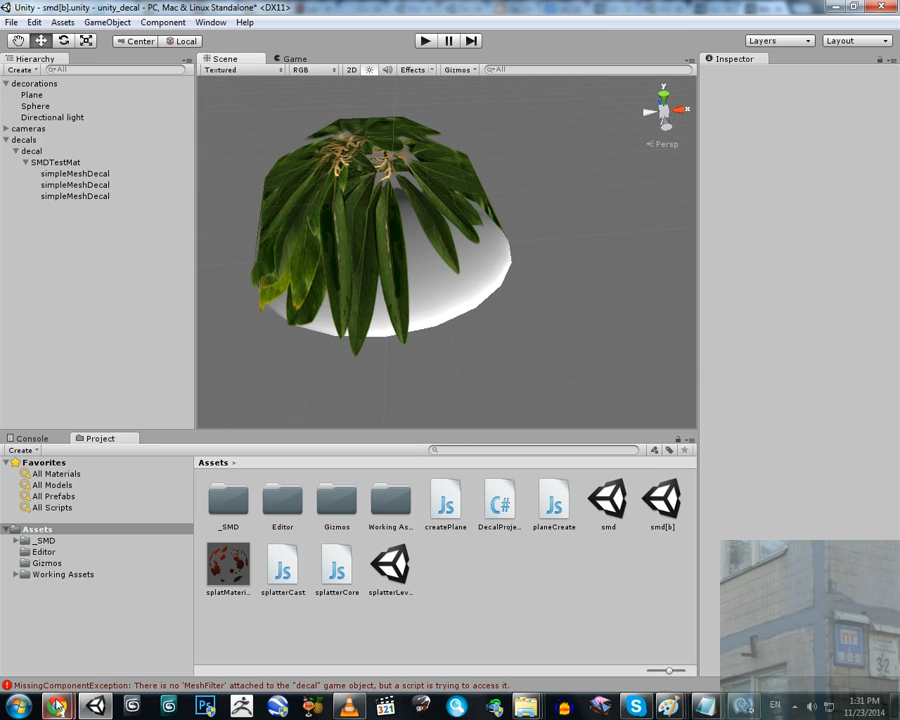 Unity - smd[b].unity - unity_decal - PC, Mac & Linux Standalone* <DX11>
File Edit Assets GameObject Component Window Help
Center Local Layers Layout
Hierarchy
Create All
decorations
Plane
Sphere
Directional light
cameras
decals
decal
SMDTestMat
simpleMeshDecal
simpleMeshDecal
simpleMeshDecal
Scene Game
Textured RGB 2D Effects Gizmos All
y
x
Persp
Inspector
Console Project
Create
Favorites
All Materials
All Models
All Prefabs
All Scripts
Assets
_SMD
Editor
Gizmos
Working Assets
Assets
_SMD Editor Gizmos Working As... createPlane DecalProje... planeCreate smd smd[b]
splatMateri... splatterCast splatterCore splatterLev...
MissingComponentException: There is no 'MeshFilter' attached to the "decal" game object, but a script is trying to access it.
321
EN
1:31 PM
11/23/2014
ПГ
32